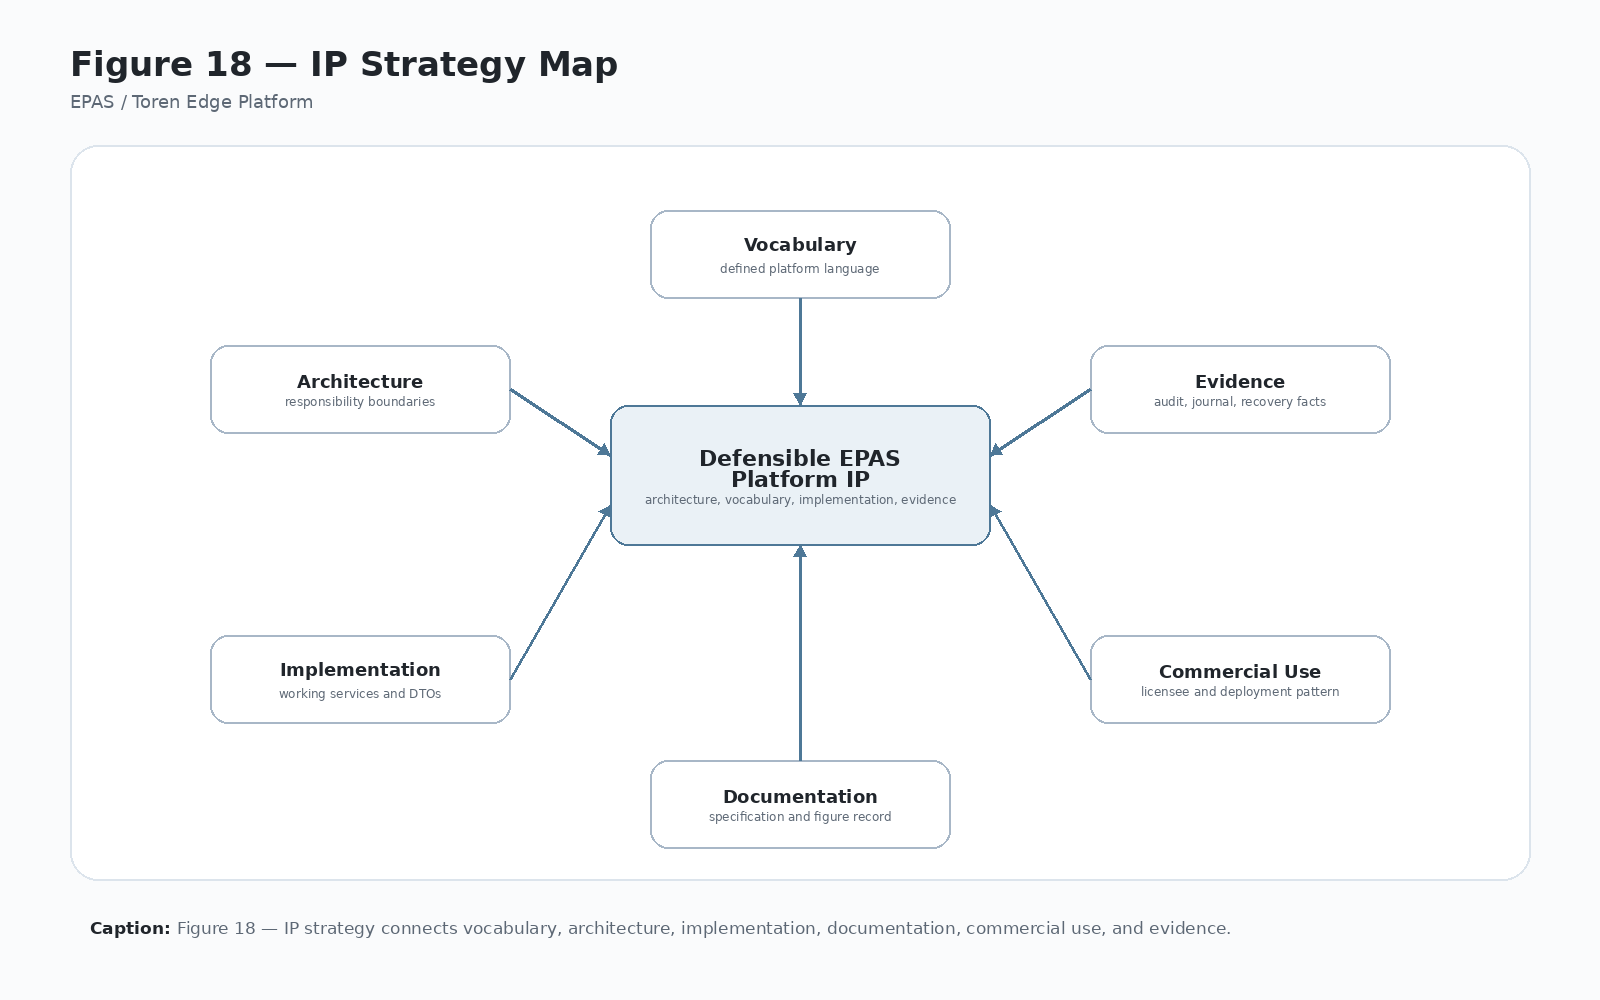 Figure 18 — IP Strategy Map
EPAS / Toren Edge Platform
Vocabulary
defined platform language
Architecture
responsibility boundaries
Evidence
audit, journal, recovery facts
Defensible EPAS
Platform IP
architecture, vocabulary, implementation, evidence
Implementation
working services and DTOs
Commercial Use
licensee and deployment pattern
Documentation
specification and figure record
Caption: Figure 18 — IP strategy connects vocabulary, architecture, implementation, documentation, commercial use, and evidence.